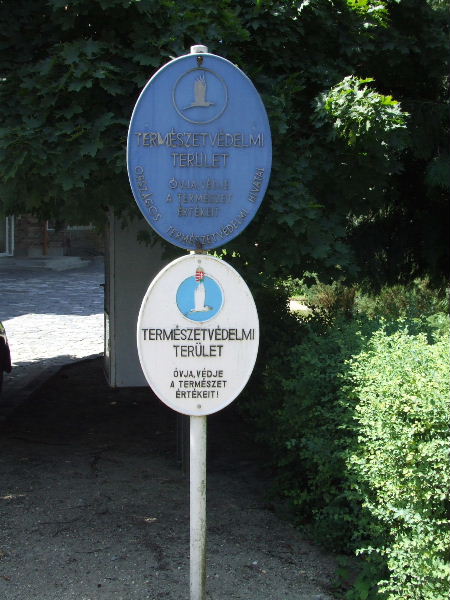 TERMÉSZETVÉDELMI
TERÜLET
ÓVJA, VÉDJE
A TERMÉSZET
ÉRTÉKEIT
ORSZÁGOS TERMÉSZETVÉDELMI HIVATAL
TERMÉSZETVÉDELMI
TERÜLET
ÓVJA, VÉDJE
A TERMÉSZET
ÉRTÉKEIT!